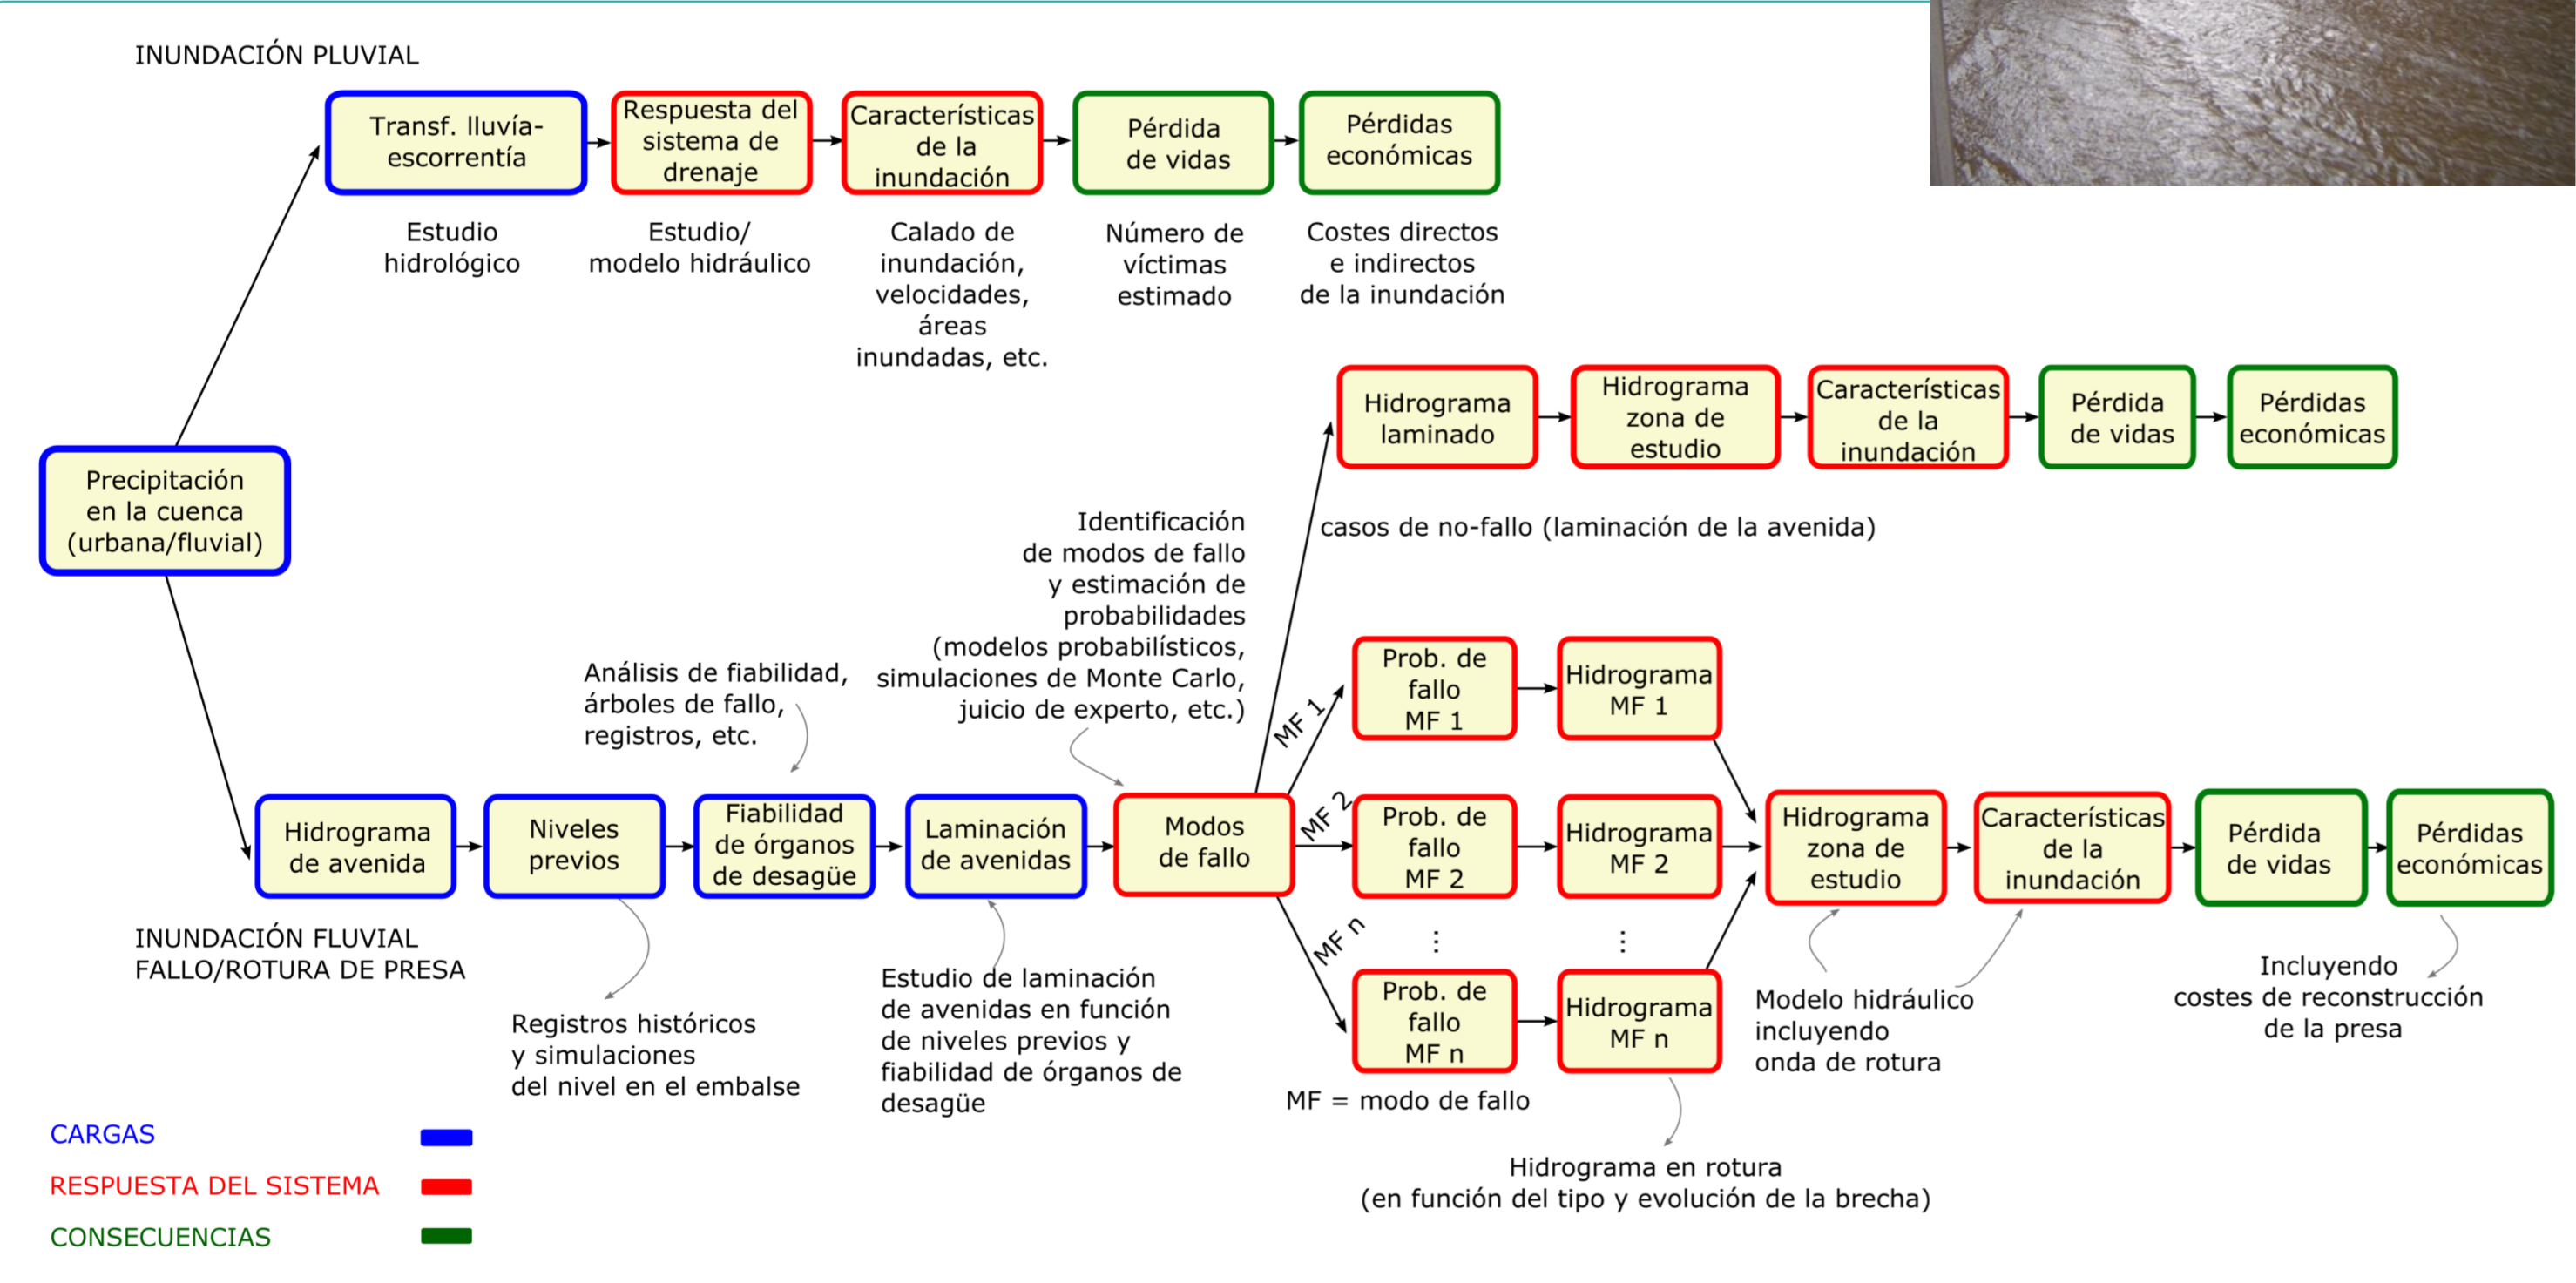 INUNDACIÓN PLUVIAL
Transf. lluvía-
escorrentía
Respuesta del
sistema de
drenaje
Característícas
de la
inundación
Pérdida
de vidas
Pérdidas
económicas
Estudio
hidrológico
Estudio/
modelo hidráulico
Calado de
inundación,
velocidades,
áreas
inundadas, etc.
Número de
víctimas
estimado
Costes directos
e indirectos
de la inundación
Precipitación
en la cuenca
(urbana/fluvial)
Hidrograma
laminado
Hidrograma
zona de
estudio
Característícas
de la
inundación
Pérdida
de vidas
Pérdidas
económicas
casos de no-fallo (laminación de la avenida)
Identificación
de modos de fallo
y estimación de
probabilidades
(modelos probabilísticos,
simulaciones de Monte Carlo,
juicio de experto, etc.)
Análisis de fiabilidad,
árboles de fallo,
registros, etc.
MF 1
Prob. de
fallo
MF 1
Hidrograma
MF 1
Hidrograma
de avenida
Niveles
previos
Fiabilidad
de órganos
de desagüe
Laminación
de avenidas
Modos
de fallo
MF 2
Prob. de
fallo
MF 2
Hidrograma
MF 2
Hidrograma
zona de
estudio
Característícas
de la
inundación
Pérdida
de vidas
Pérdidas
económicas
INUNDACIÓN FLUVIAL
FALLO/ROTURA DE PRESA
MF n
Prob. de
fallo
MF n
Hidrograma
MF n
Registros históricos
y simulaciones
del nivel en el embalse
Estudio de laminación
de avenidas en función
de niveles previos y
fiabilidad de órganos de
desagüe
Modelo hidráulico
incluyendo
onda de rotura
Incluyendo
costes de reconstrucción
de la presa
MF = modo de fallo
Hidrograma en rotura
(en función del tipo y evolución de la brecha)
CARGAS
RESPUESTA DEL SISTEMA
CONSECUENCIAS